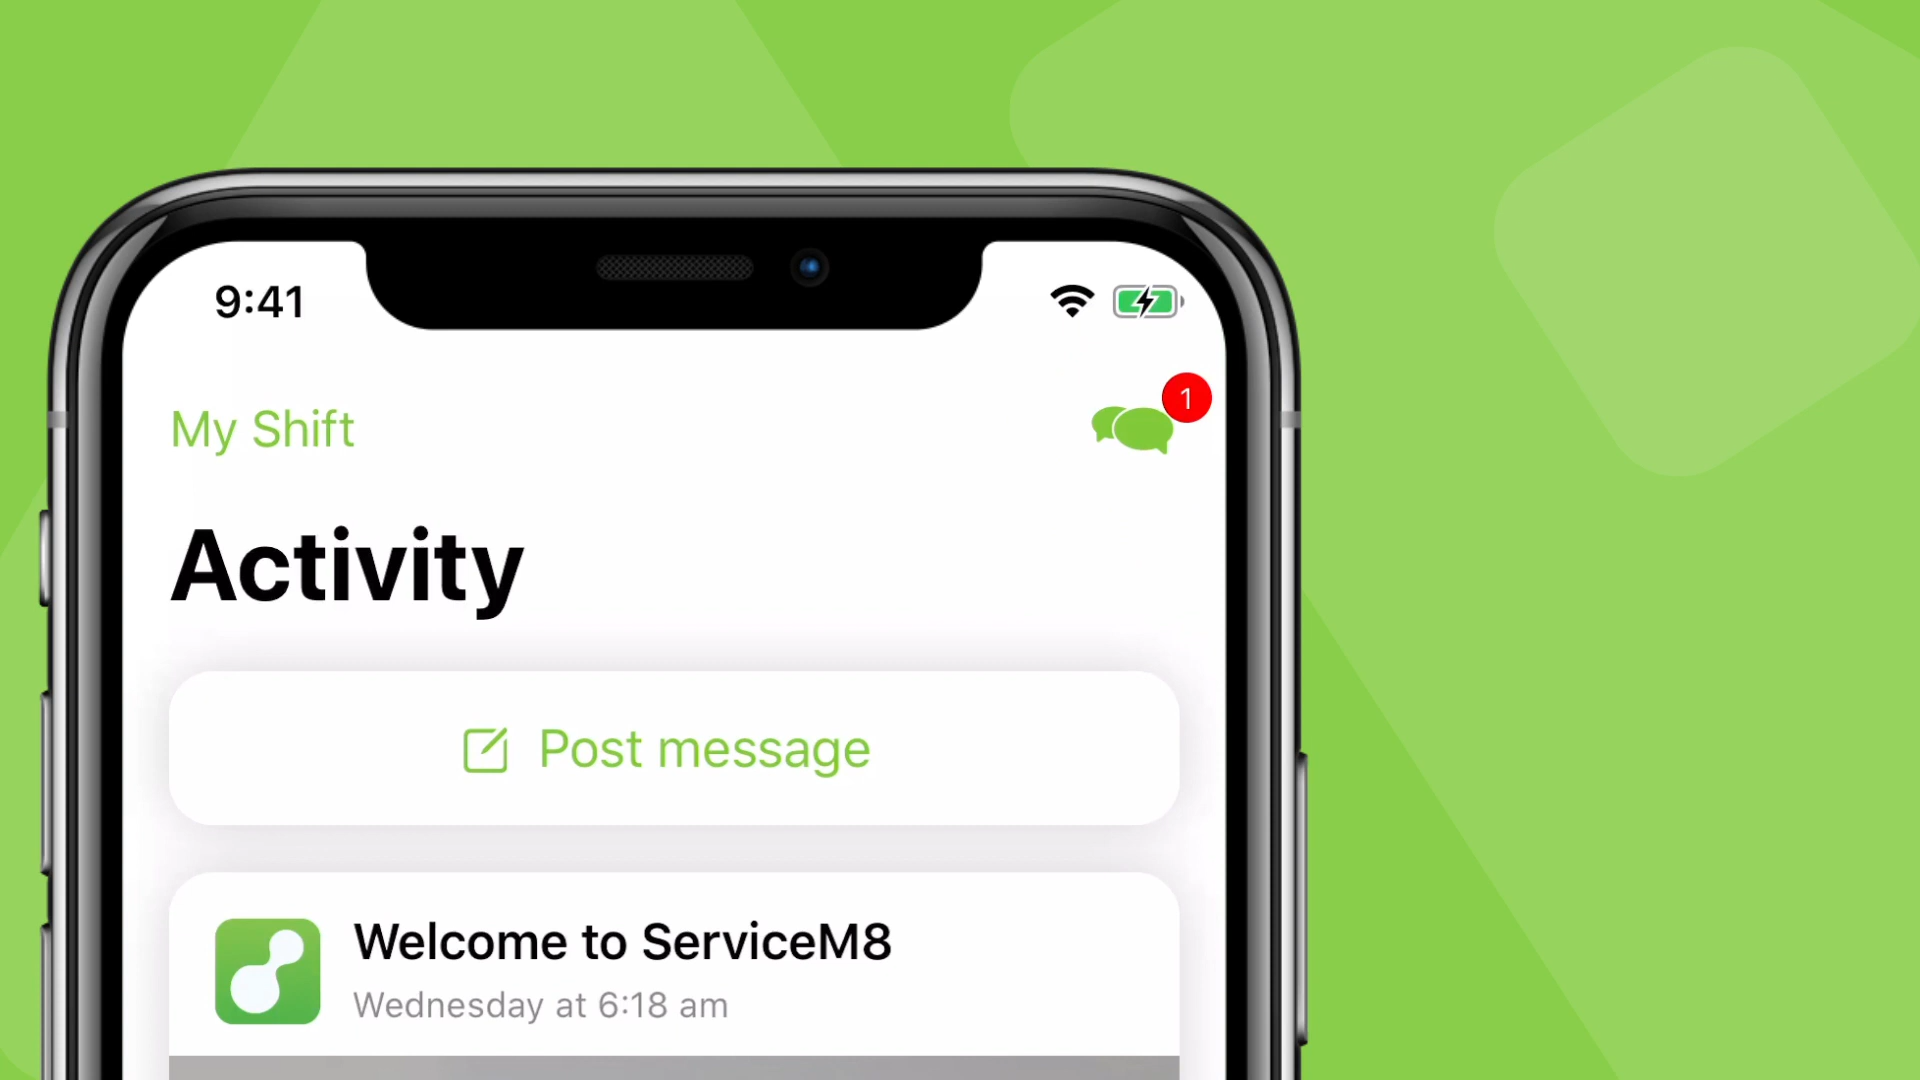 9:41
My Shift
1
Activity
Post message
Welcome to ServiceM8
Wednesday at 6:18 am